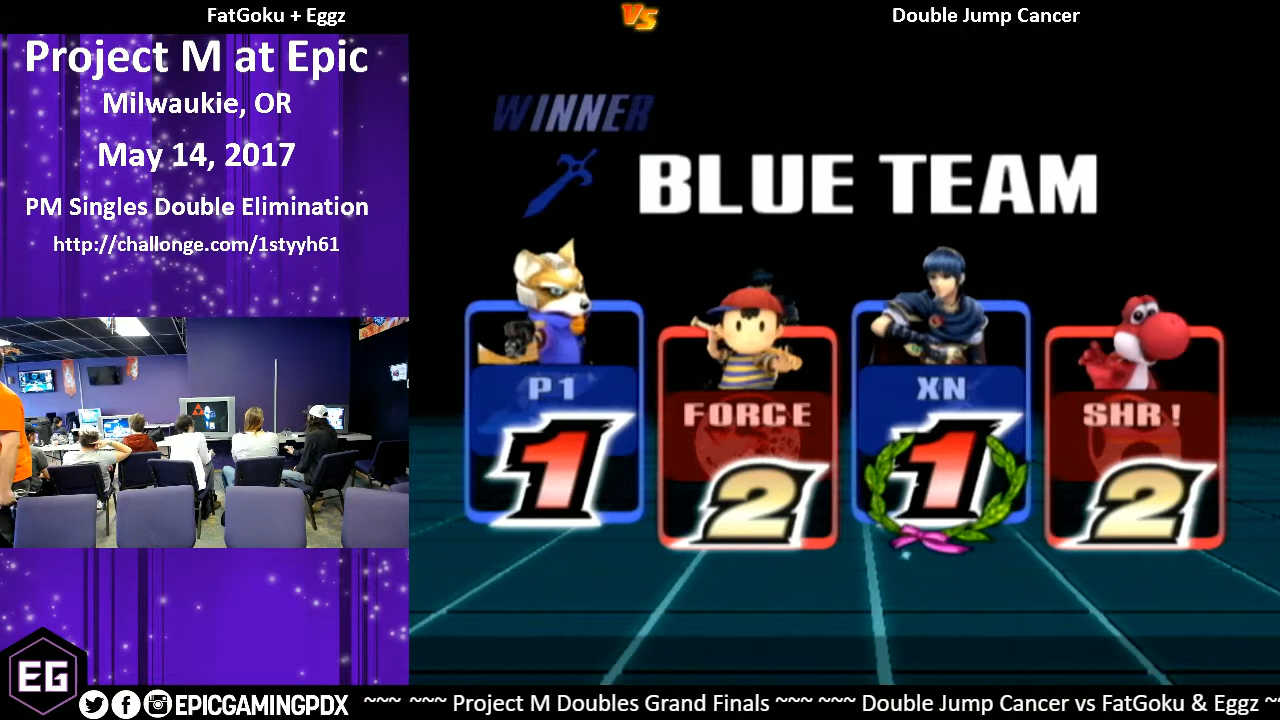 FatGoku + Eggz
VS
Double Jump Cancer
Project M at Epic
Milwaukie, OR
May 14, 2017
PM Singles Double Elimination
http://challonge.com/1styyh61
WINNER
BLUE TEAM
P1
FORCE
XN
SHR!
1
2
1
2
EG
EPICGAMINGPDX
~~~ ~~~ Project M Doubles Grand Finals ~~~ ~~~ Double Jump Cancer vs FatGoku & Eggz ~